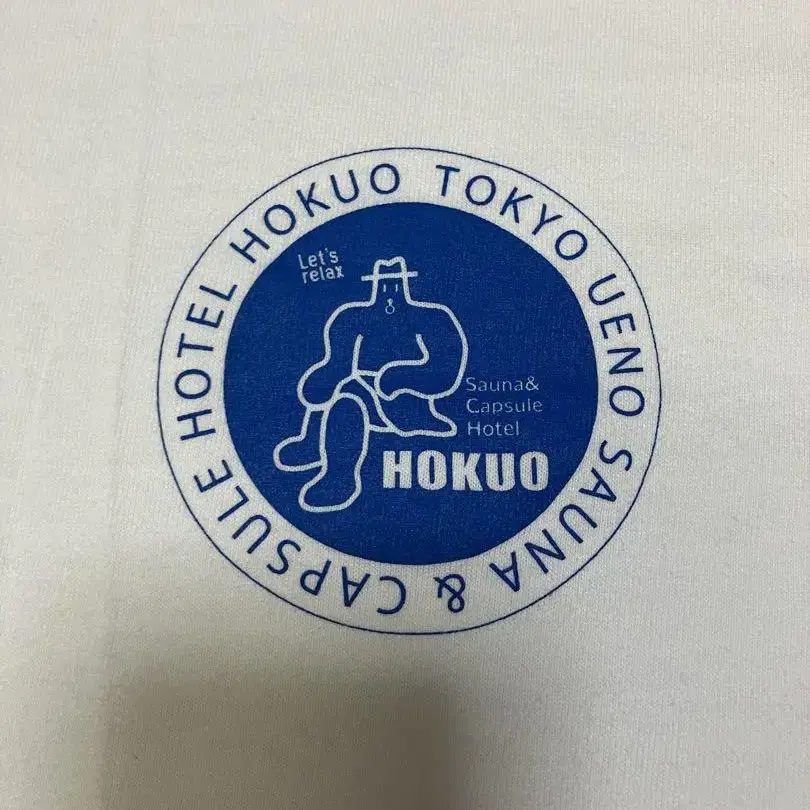 HOTEL HOKUO TOKYO UENO SAUNA & CAPSULE
Let's
relax
Sauna&
Capsule
Hotel
HOKUO